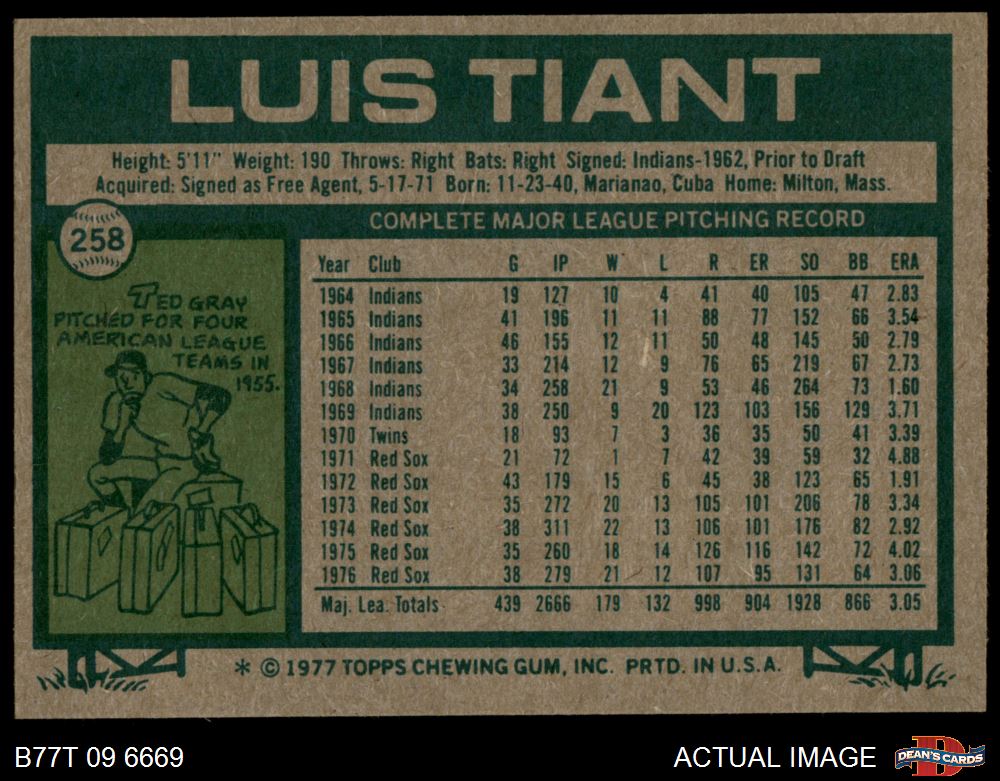 LUIS TIANT
Height: 5'11" Weight: 190 Throws: Right Bats: Right Signed: Indians-1962, Prior to Draft
Acquired: Signed as Free Agent, 5-17-71 Born: 11-23-40, Marianao, Cuba Home: Milton, Mass.
258
TED GRAY
PITCHED FOR FOUR
AMERICAN LEAGUE
TEAMS IN
1955.
COMPLETE MAJOR LEAGUE PITCHING RECORD
Year Club G IP W L R ER SO BB ERA
1964 Indians 19 127 10 4 41 40 105 47 2.83
1965 Indians 41 196 11 11 88 77 152 66 3.54
1966 Indians 46 155 12 11 50 48 145 50 2.79
1967 Indians 33 214 12 9 76 65 219 67 2.73
1968 Indians 34 258 21 9 53 46 264 73 1.60
1969 Indians 38 250 9 20 123 103 156 129 3.71
1970 Twins 18 93 7 3 36 35 50 41 3.39
1971 Red Sox 21 72 1 7 42 39 59 32 4.88
1972 Red Sox 43 179 15 6 45 38 123 65 1.91
1973 Red Sox 35 272 20 13 105 101 206 78 3.34
1974 Red Sox 38 311 22 13 106 101 176 82 2.92
1975 Red Sox 35 260 18 14 126 116 142 72 4.02
1976 Red Sox 38 279 21 12 107 95 131 64 3.06
Maj. Lea. Totals 439 2666 179 132 998 904 1928 866 3.05
* © 1977 TOPPS CHEWING GUM, INC. PRTD. IN U.S.A.
B77T 09 6669
ACTUAL IMAGE
D
DEAN'S CARDS